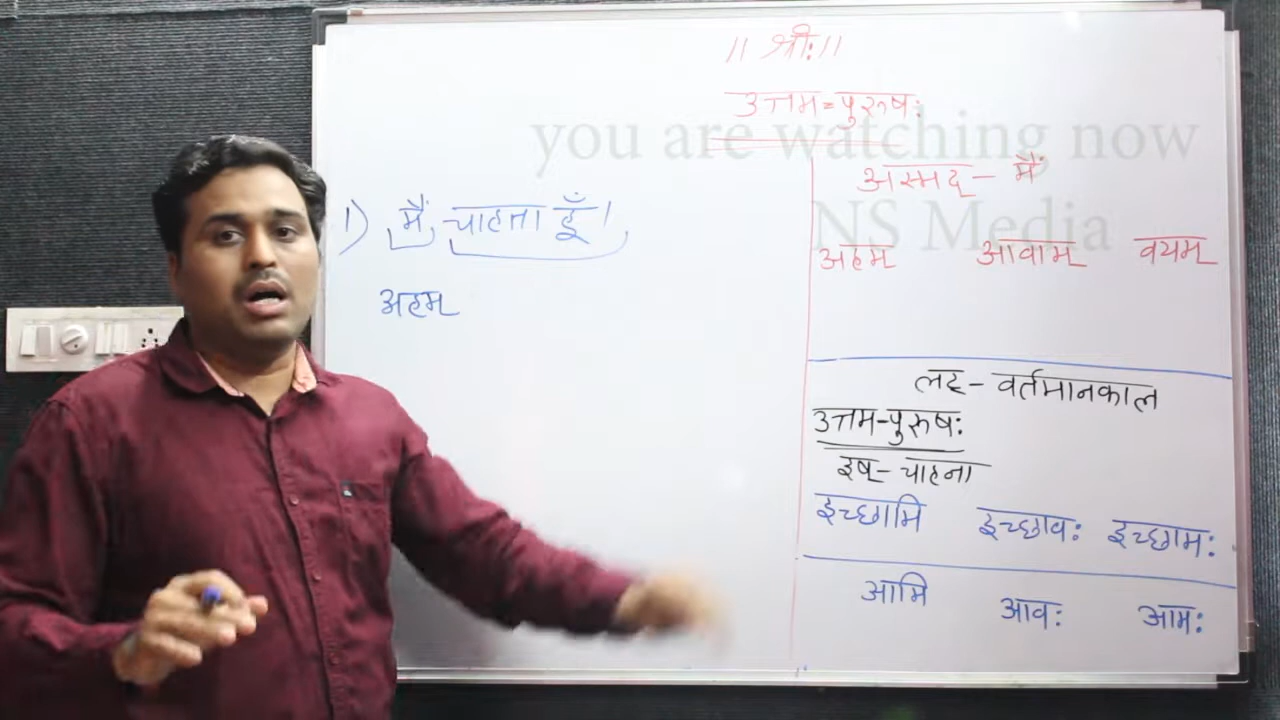 ।। श्रीः।।
उत्तम=पुरूषः
you are watching now
NS Media
१) मैं चाहता हूँ।
अहम्
अस्मद् - मैं
अहम् आवाम् वयम्
लट् - वर्तमानकाल
उत्तम-पुरूषः
इष् - चाहना
इच्छामि इच्छावः इच्छामः
आमि आवः आमः